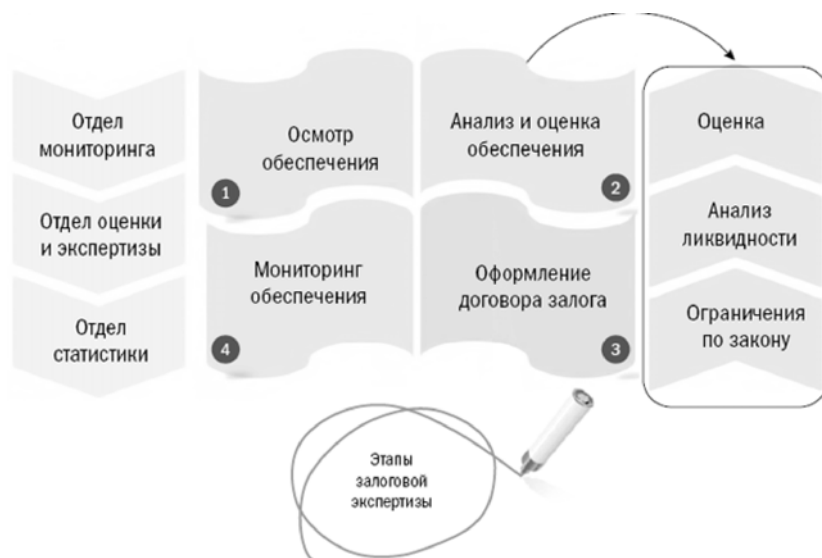 Отдел
мониторинга
Отдел оценки
и экспертизы
Отдел
статистики
Осмотр
обеспечения
1
Анализ и оценка
обеспечения
2
Мониторинг
обеспечения
4
Оформление
договора залога
3
Оценка
Анализ
ликвидности
Ограничения
по закону
Этапы
залоговой
экспертизы